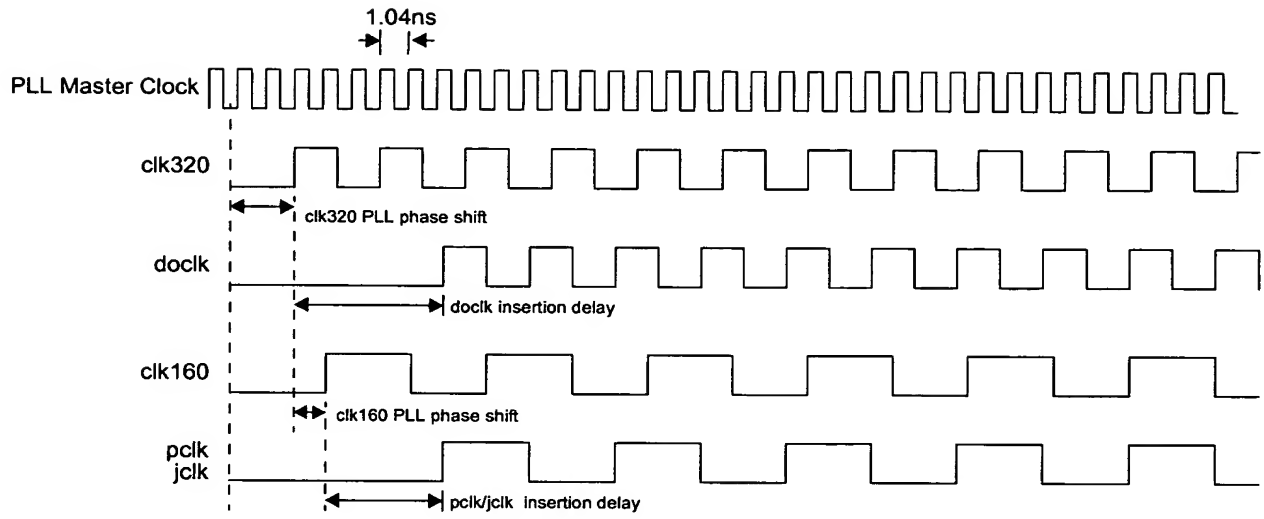 1.04ns
PLL Master Clock
clk320
clk320 PLL phase shift
doclk
doclk insertion delay
clk160
clk160 PLL phase shift
pclk
jclk
pclk/jclk insertion delay